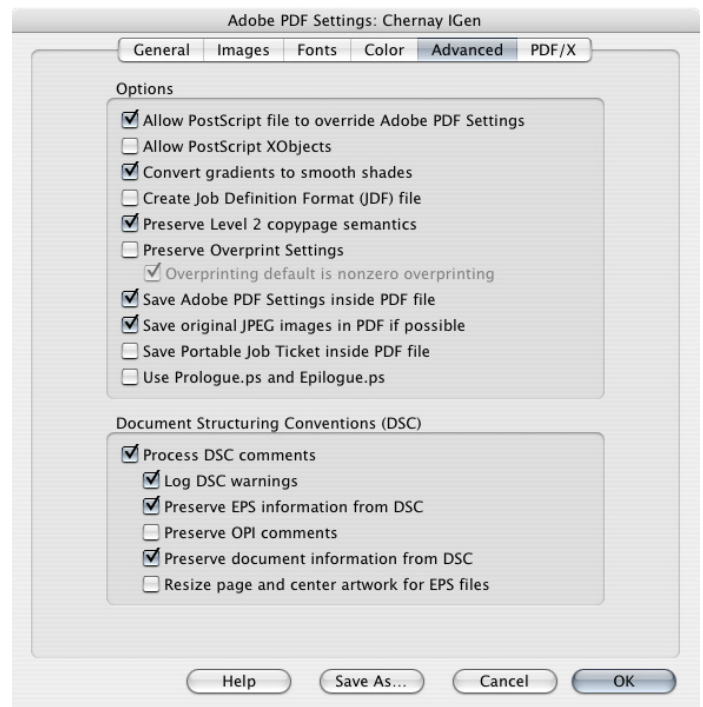 Adobe PDF Settings: Chernay IGen
General Images Fonts Color Advanced PDF/X
Options
Allow PostScript file to override Adobe PDF Settings
Allow PostScript XObjects
Convert gradients to smooth shades
Create Job Definition Format (JDF) file
Preserve Level 2 copypage semantics
Preserve Overprint Settings
Overprinting default is nonzero overprinting
Save Adobe PDF Settings inside PDF file
Save original JPEG images in PDF if possible
Save Portable Job Ticket inside PDF file
Use Prologue.ps and Epilogue.ps
Document Structuring Conventions (DSC)
Process DSC comments
Log DSC warnings
Preserve EPS information from DSC
Preserve OPI comments
Preserve document information from DSC
Resize page and center artwork for EPS files
Help Save As... Cancel OK